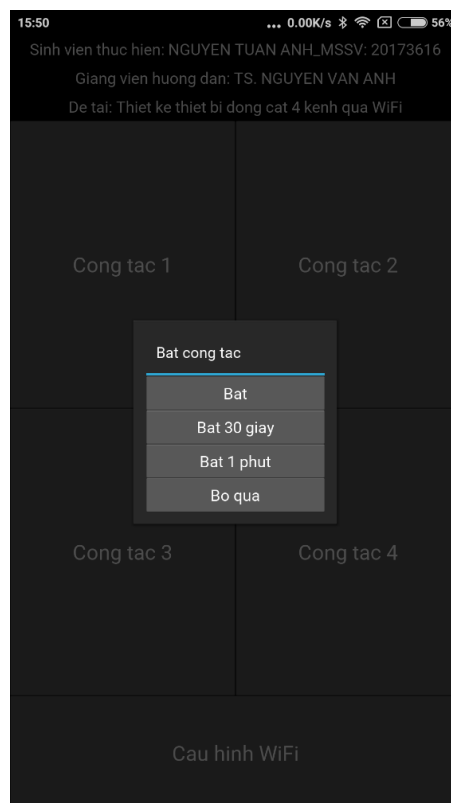 15:50 ... 0.00K/s 56%
Sinh vien thuc hien: NGUYEN TUAN ANH_MSSV: 20173616
Giang vien huong dan: TS. NGUYEN VAN ANH
De tai: Thiet ke thiet bi dong cat 4 kenh qua WiFi
Cong tac 1
Cong tac 2
Bat cong tac
Bat
Bat 30 giay
Bat 1 phut
Bo qua
Cong tac 3
Cong tac 4
Cau hinh WiFi